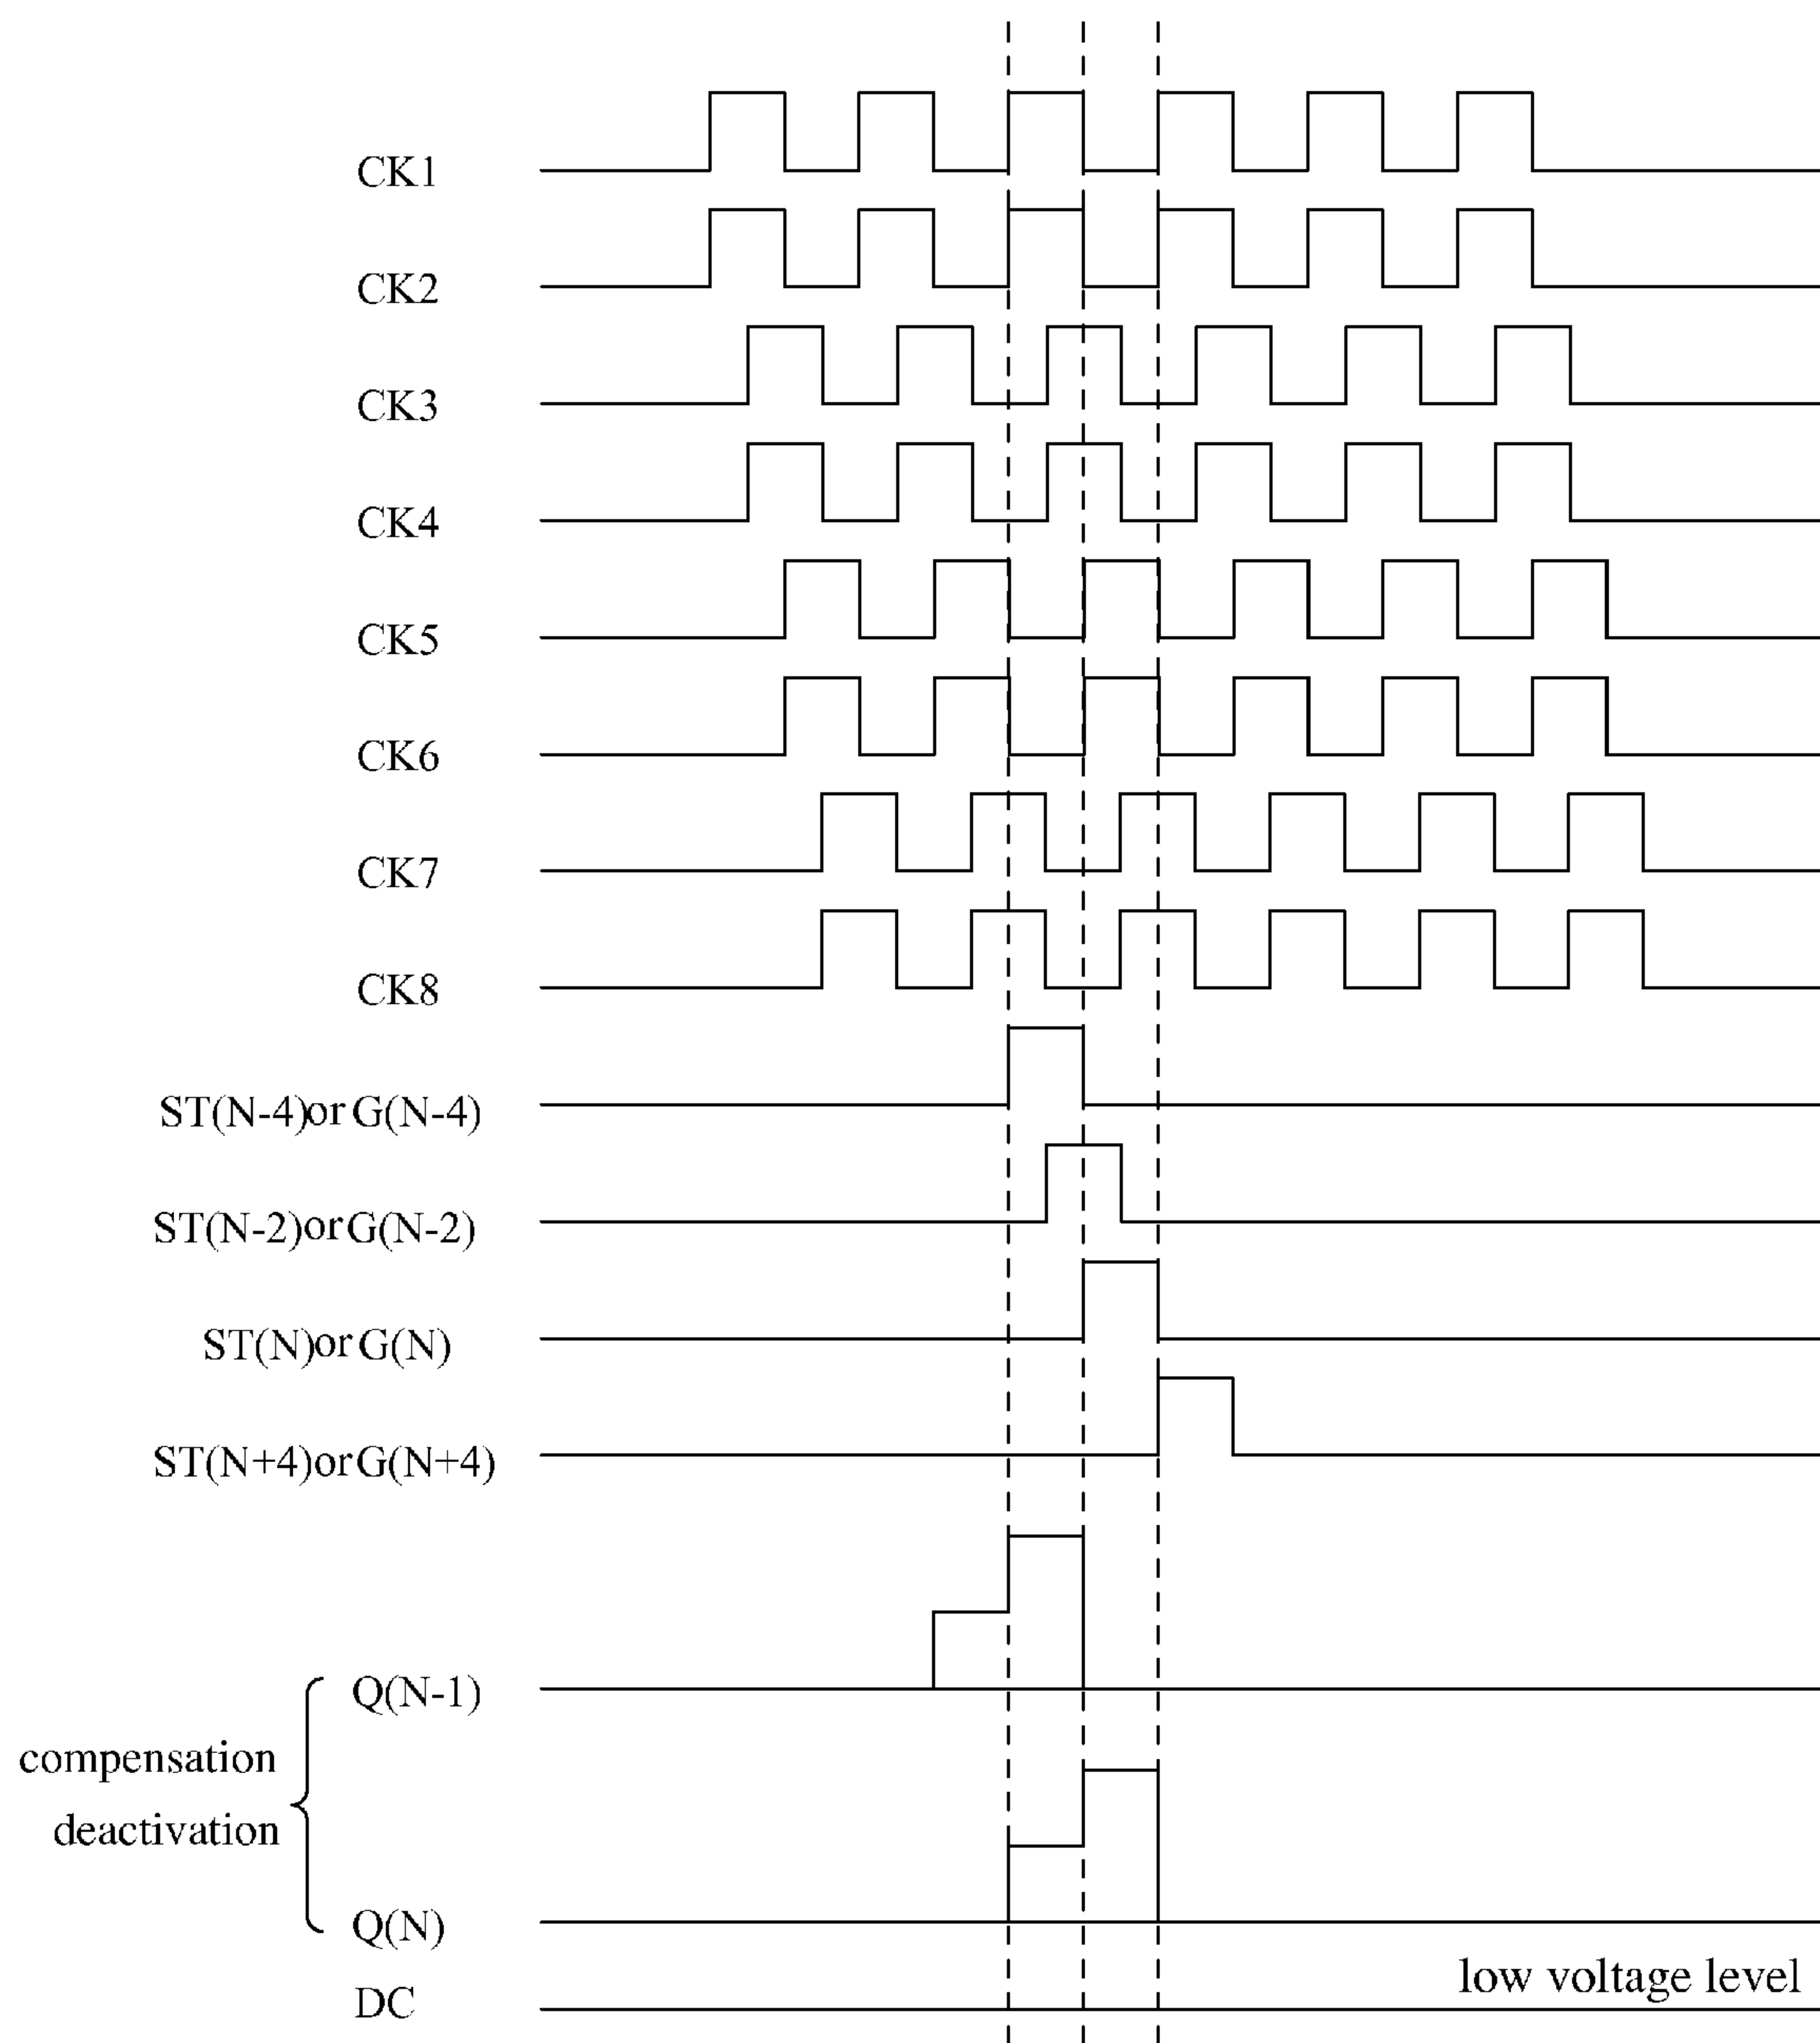 CK1
CK2
CK3
CK4
CK5
CK6
CK7
CK8
ST(N-4)or G(N-4)
ST(N-2)or G(N-2)
ST(N)or G(N)
ST(N+4)or G(N+4)
Q(N-1)
compensation
deactivation
Q(N)
low voltage level
DC